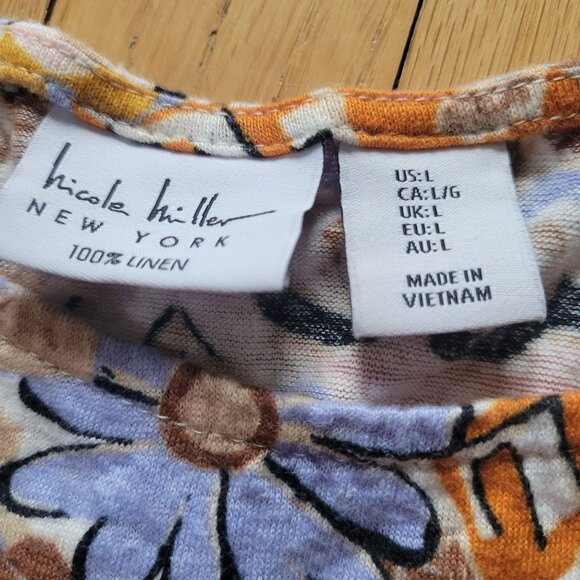 nicole miller
NEW YORK
100% LINEN
US: L
CA: L/G
UK: L
EU: L
AU: L
MADE IN
VIETNAM